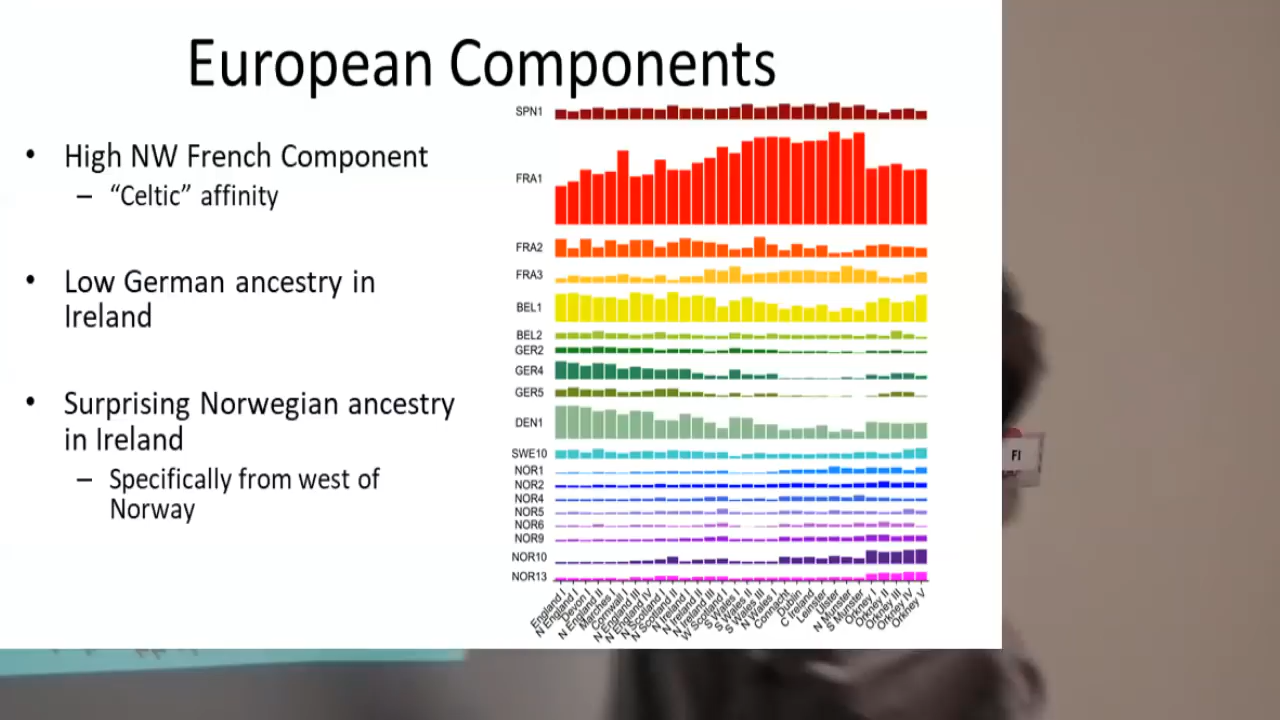 European Components
• High NW French Component
– “Celtic” affinity
• Low German ancestry in
Ireland
• Surprising Norwegian ancestry
in Ireland
– Specifically from west of
Norway
SPN1
FRA1
FRA2
FRA3
BEL1
BEL2
GER2
GER4
GER5
DEN1
SWE10
NOR1
NOR2
NOR4
NOR5
NOR6
NOR9
NOR10
NOR13
England I
N England I
Devon I
N England II
Marches I
Cornwall I
N England III
N England IV
N Scotland I
N Ireland I
N Ireland II
N Ireland III
W Scotland I
S Wales I
S Wales II
S Wales III
N Wales I
Connacht
Dublin
C Ireland
Leinster
Ulster
N Munster
S Munster
Orkney I
Orkney II
Orkney III
Orkney IV
Orkney V
FI